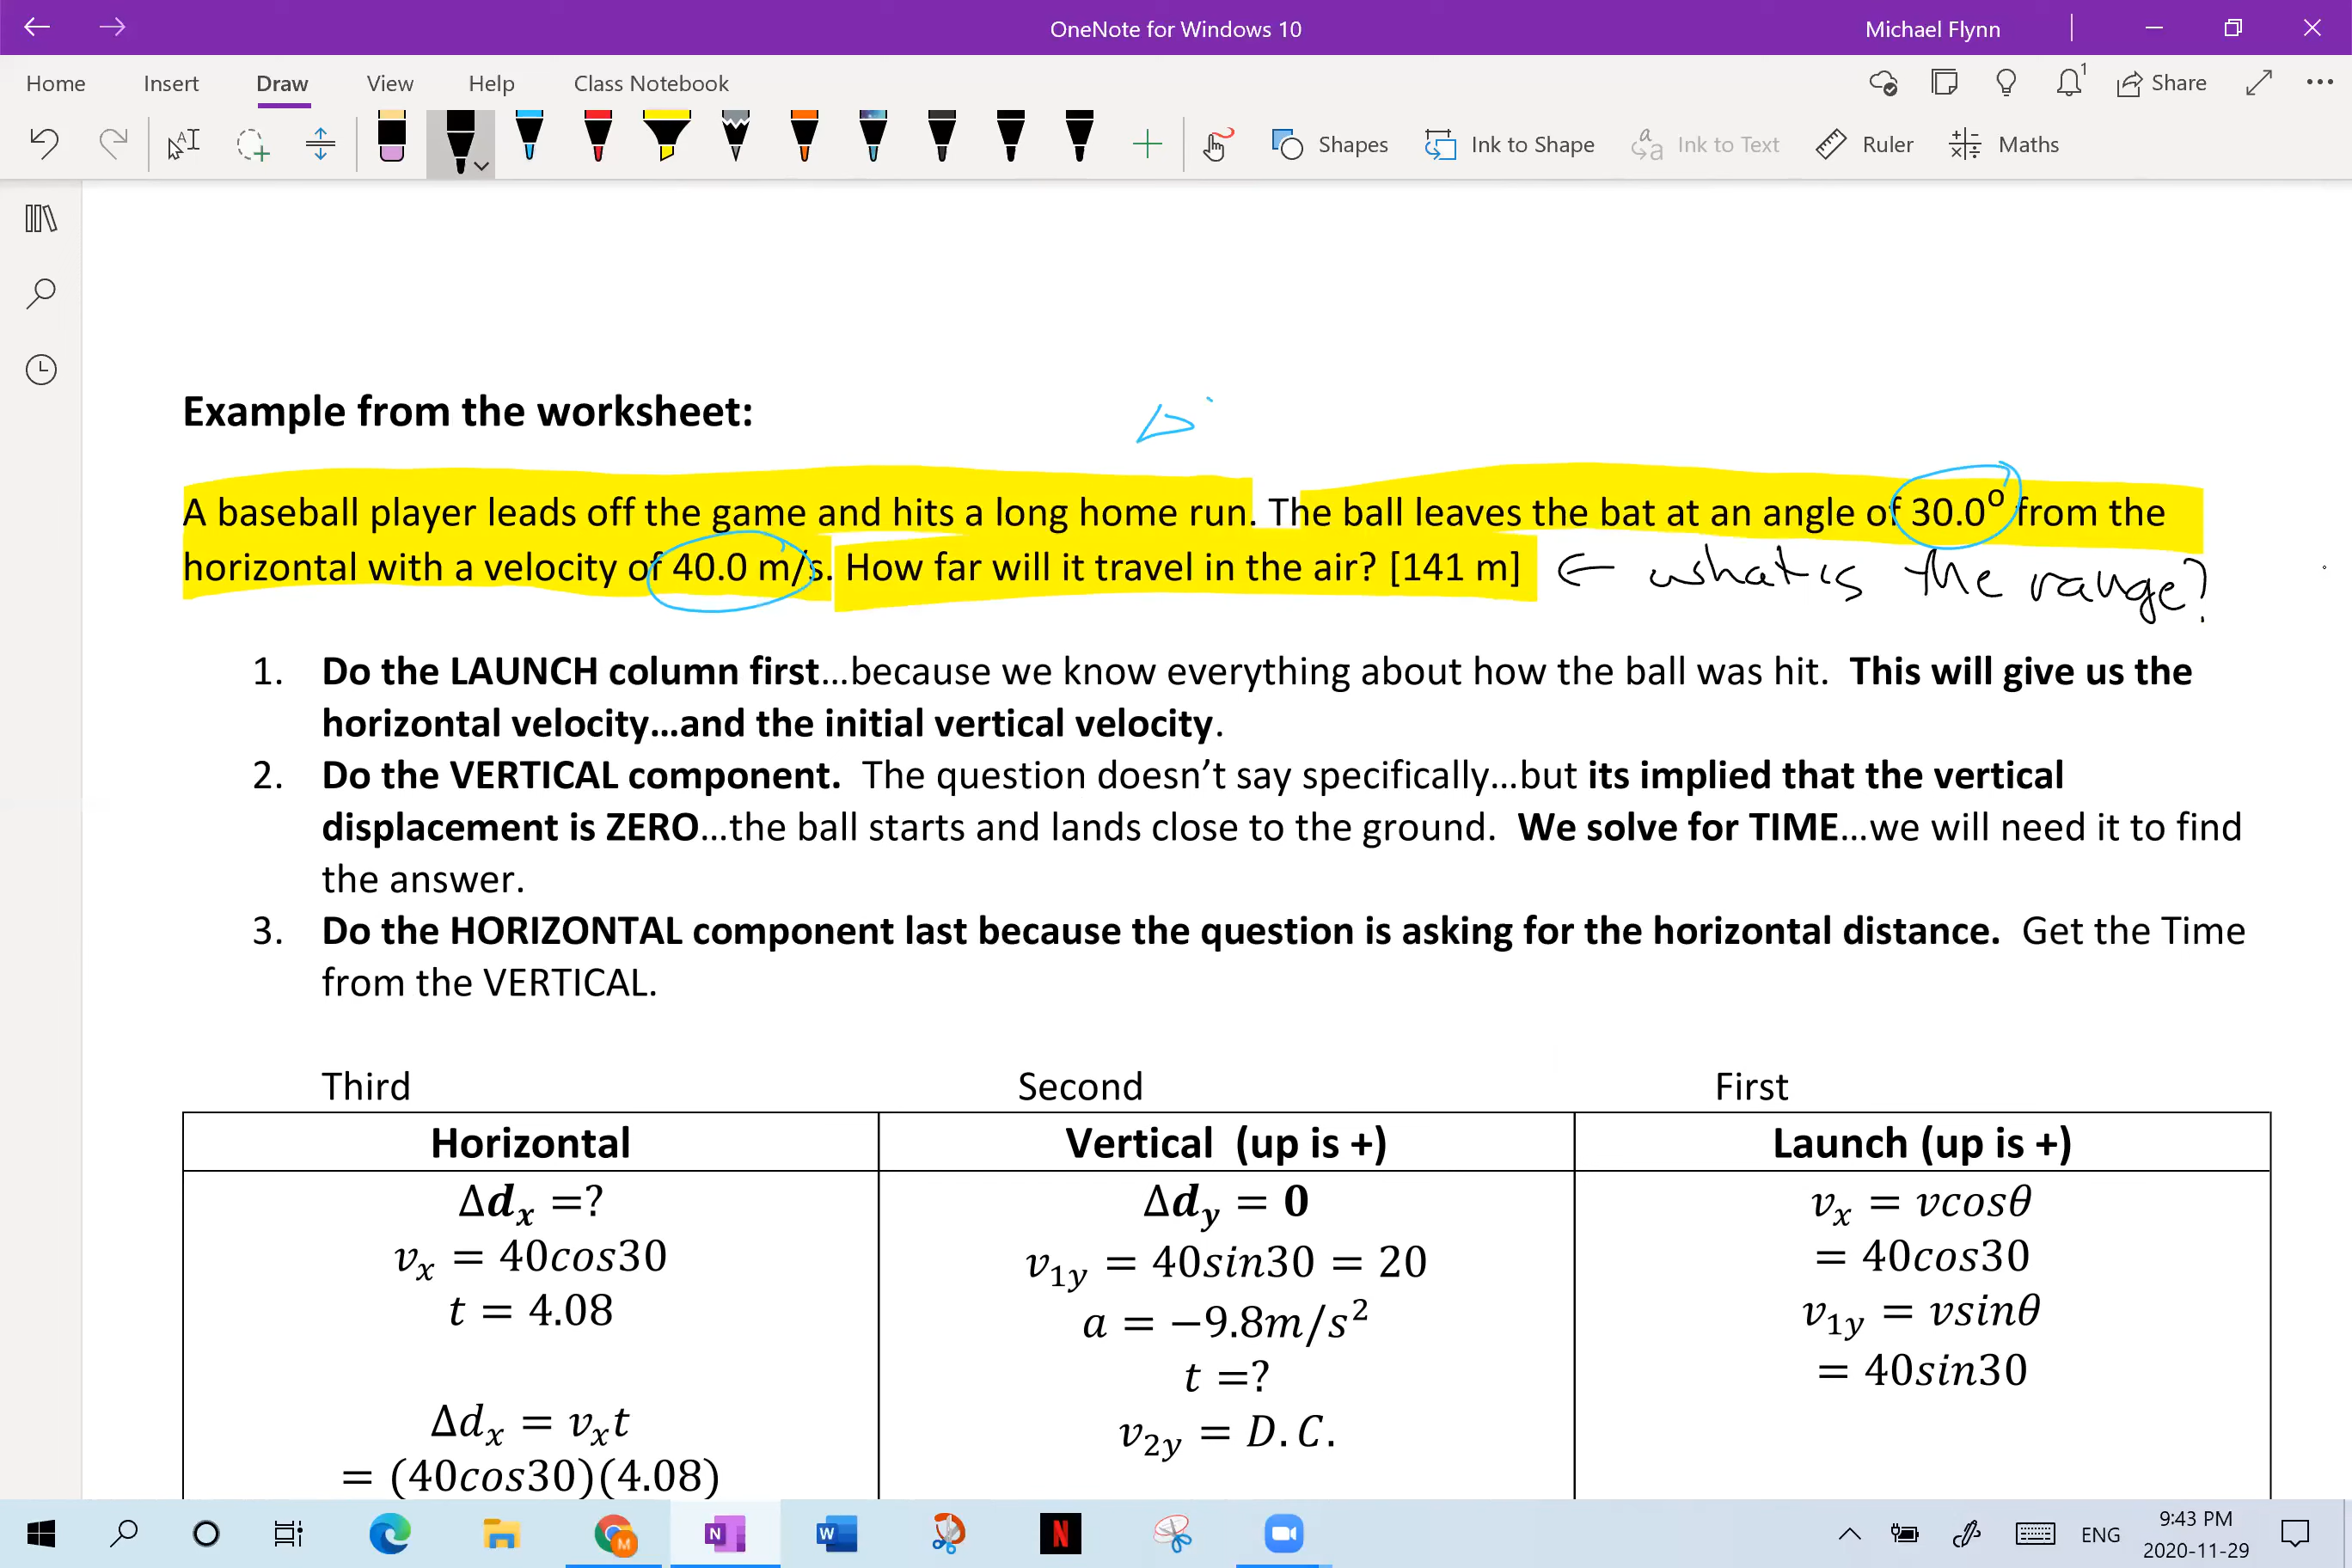 OneNote for Windows 10
Michael Flynn
Home Insert Draw View Help Class Notebook
1
Share
Shapes Ink to Shape Ink to Text Ruler Maths
Example from the worksheet:
A baseball player leads off the game and hits a long home run. The ball leaves the bat at an angle of 30.0° from the
horizontal with a velocity of 40.0 m/s. How far will it travel in the air? [141 m] ← what is the range?
1. Do the LAUNCH column first…because we know everything about how the ball was hit. This will give us the
horizontal velocity…and the initial vertical velocity.
2. Do the VERTICAL component. The question doesn't say specifically…but its implied that the vertical
displacement is ZERO…the ball starts and lands close to the ground. We solve for TIME…we will need it to find
the answer.
3. Do the HORIZONTAL component last because the question is asking for the horizontal distance. Get the Time
from the VERTICAL.
Third Second First
Horizontal
Δdₓ =?
vₓ = 40cos30
t = 4.08
Δdₓ = vₓt
= (40cos30)(4.08)
Vertical (up is +)
Δd_y = 0
v_1y = 40sin30 = 20
a = −9.8m/s²
t =?
v_2y = D.C.
Launch (up is +)
vₓ = vcosθ
= 40cos30
v_1y = vsinθ
= 40sin30
ENG
9:43 PM
2020-11-29